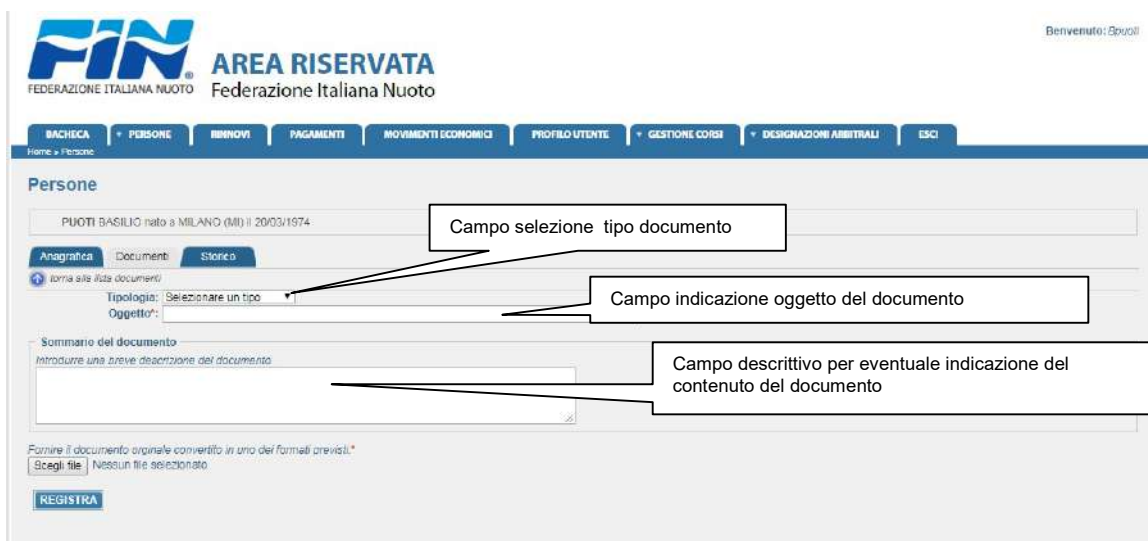 FIN
Benvenuto: Bpuoti
FEDERAZIONE ITALIANA NUOTO
AREA RISERVATA
Federazione Italiana Nuoto
BACHECA PERSONE RINNOVI PAGAMENTI MOVIMENTI ECONOMICI PROFILO UTENTE GESTIONE CORSI DESIGNAZIONI ARBITRALI ESCI
Home » Persone
Persone
PUOTI BASILIO nato a MILANO (MI) il 20/03/1974
Campo selezione tipo documento
Anagrafica Documenti Storico
torna alla lista documenti
Tipologia: Selezionare un tipo
Campo indicazione oggetto del documento
Oggetto*:
Sommario del documento
Introdurre una breve descrizione del documento
Campo descrittivo per eventuale indicazione del
contenuto del documento
Fornire il documento orginale convertito in uno dei formati previsti.*
Scegli file Nessun file selezionato
REGISTRA